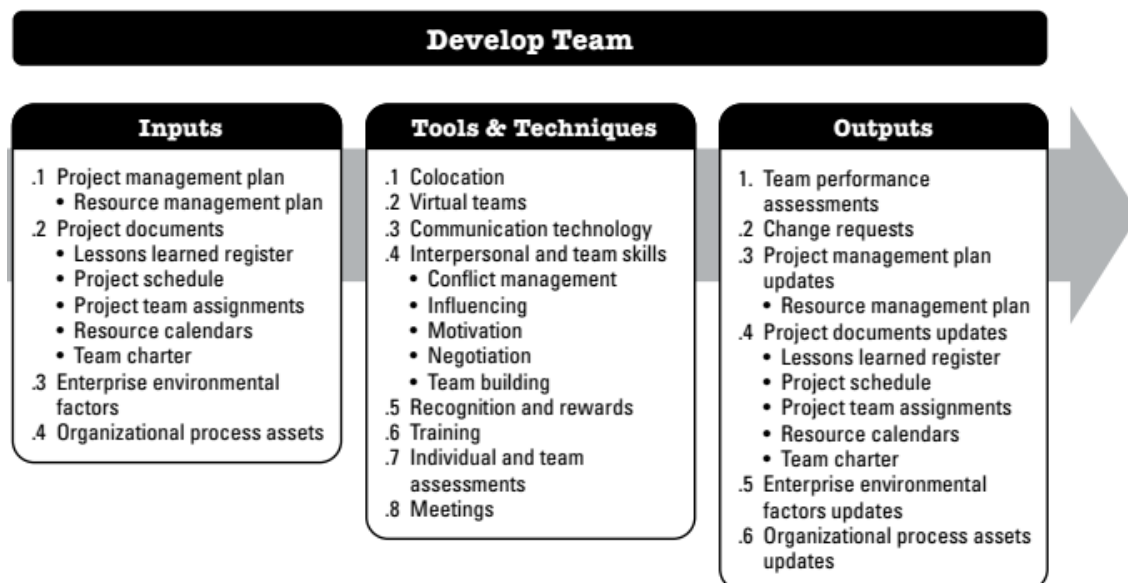 Develop Team
Inputs
.1 Project management plan
• Resource management plan
.2 Project documents
• Lessons learned register
• Project schedule
• Project team assignments
• Resource calendars
• Team charter
.3 Enterprise environmental
factors
.4 Organizational process assets
Tools & Techniques
.1 Colocation
.2 Virtual teams
.3 Communication technology
.4 Interpersonal and team skills
• Conflict management
• Influencing
• Motivation
• Negotiation
• Team building
.5 Recognition and rewards
.6 Training
.7 Individual and team
assessments
.8 Meetings
Outputs
1. Team performance
assessments
.2 Change requests
.3 Project management plan
updates
• Resource management plan
.4 Project documents updates
• Lessons learned register
• Project schedule
• Project team assignments
• Resource calendars
• Team charter
.5 Enterprise environmental
factors updates
.6 Organizational process assets
updates